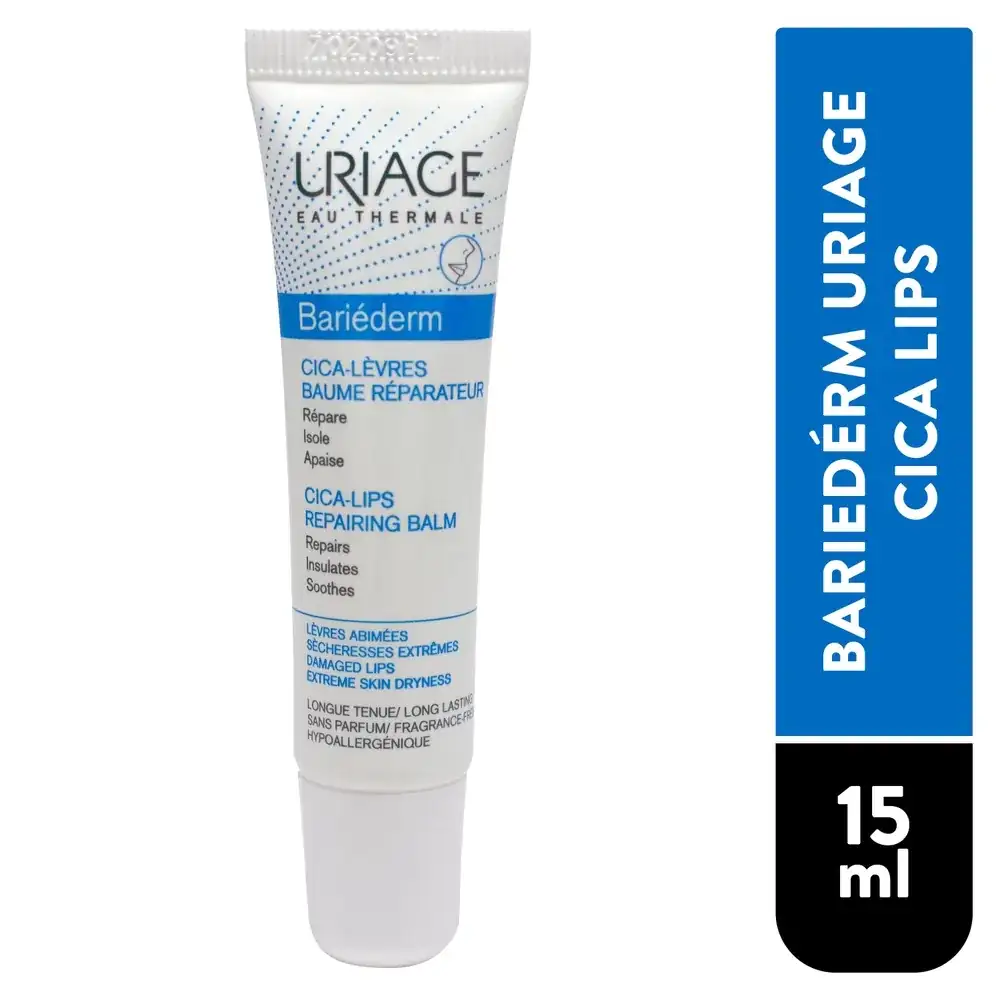 URIAGE
EAU THERMALE
Bariéderm
CICA-LÈVRES
BAUME RÉPARATEUR
Répare
Isole
Apaise
CICA-LIPS
REPAIRING BALM
Repairs
Insulates
Soothes
LÈVRES ABIMÉES
SÈCHERESSES EXTRÊMES
DAMAGED LIPS
EXTREME SKIN DRYNESS
LONGUE TENUE/ LONG LASTING
SANS PARFUM/ FRAGRANCE-FRE
HYPOALLERGÉNIQUE
BARIEDÉRM URIAGE
CICA LIPS
15
ml